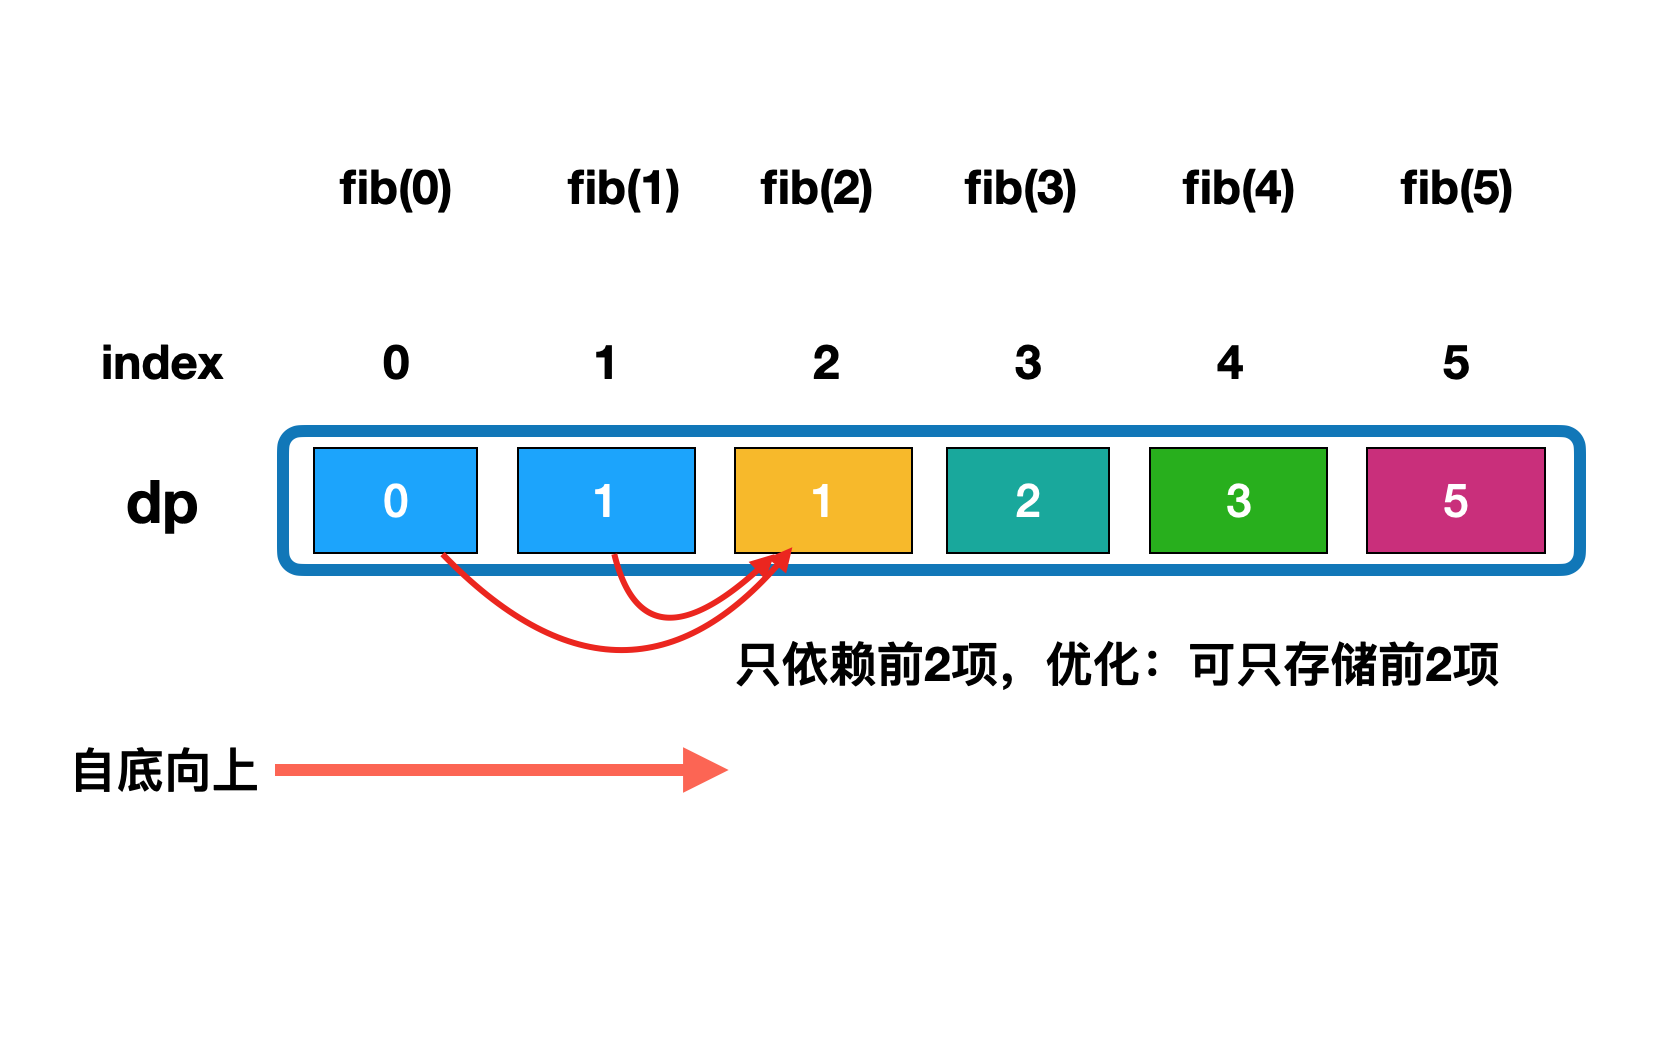 fib(0) fib(1) fib(2) fib(3) fib(4) fib(5)
index 0 1 2 3 4 5
dp 0 1 1 2 3 5
只依赖前2项，优化：可只存储前2项
自底向上